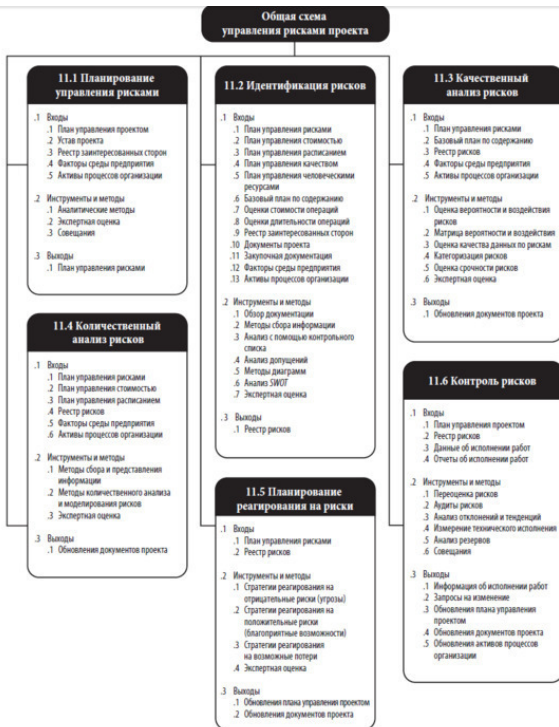 Общая схема
управления рисками проекта
11.1 Планирование
управления рисками
.1 Входы
.1 План управления проектом
.2 Устав проекта
.3 Реестр заинтересованных сторон
.4 Факторы среды предприятия
.5 Активы процессов организации
.2 Инструменты и методы
.1 Аналитические методы
.2 Экспертная оценка
.3 Совещания
.3 Выходы
.1 План управления рисками
11.2 Идентификация рисков
.1 Входы
.1 План управления рисками
.2 План управления стоимостью
.3 План управления расписанием
.4 План управления качеством
.5 План управления человеческими
ресурсами
.6 Базовый план по содержанию
.7 Оценки стоимости операций
.8 Оценки длительности операций
.9 Реестр заинтересованных сторон
.10 Документы проекта
.11 Закупочная документация
.12 Факторы среды предприятия
.13 Активы процессов организации
.2 Инструменты и методы
.1 Обзор документации
.2 Методы сбора информации
.3 Анализ с помощью контрольного
списка
.4 Анализ допущений
.5 Методы диаграмм
.6 Анализ SWOT
.7 Экспертная оценка
.3 Выходы
.1 Реестр рисков
11.3 Качественный
анализ рисков
.1 Входы
.1 План управления рисками
.2 Базовый план по содержанию
.3 Реестр рисков
.4 Факторы среды предприятия
.5 Активы процессов организации
.2 Инструменты и методы
.1 Оценка вероятности и воздействия
рисков
.2 Матрица вероятности и воздействия
.3 Оценка качества данных по рискам
.4 Категоризация рисков
.5 Оценка срочности рисков
.6 Экспертная оценка
.3 Выходы
.1 Обновления документов проекта
11.4 Количественный
анализ рисков
.1 Входы
.1 План управления рисками
.2 План управления стоимостью
.3 План управления расписанием
.4 Реестр рисков
.5 Факторы среды предприятия
.6 Активы процессов организации
.2 Инструменты и методы
.1 Методы сбора и представления
информации
.2 Методы количественного анализа
и моделирования рисков
.3 Экспертная оценка
.3 Выходы
.1 Обновления документов проекта
11.5 Планирование
реагирования на риски
.1 Входы
.1 План управления рисками
.2 Реестр рисков
.2 Инструменты и методы
.1 Стратегии реагирования на
отрицательные риски (угрозы)
.2 Стратегии реагирования на
положительные риски
(благоприятные возможности)
.3 Стратегии реагирования
на возможные потери
.4 Экспертная оценка
.3 Выходы
.1 Обновления плана управления проектом
.2 Обновления документов проекта
11.6 Контроль рисков
.1 Входы
.1 План управления проектом
.2 Реестр рисков
.3 Данные об исполнении работ
.4 Отчеты об исполнении работ
.2 Инструменты и методы
.1 Переоценка рисков
.2 Аудиты рисков
.3 Анализ отклонений и тенденций
.4 Измерение технического исполнения
.5 Анализ резервов
.6 Совещания
.3 Выходы
.1 Информация об исполнении работ
.2 Запросы на изменение
.3 Обновления плана управления
проектом
.4 Обновления документов проекта
.5 Обновления активов процессов
организации